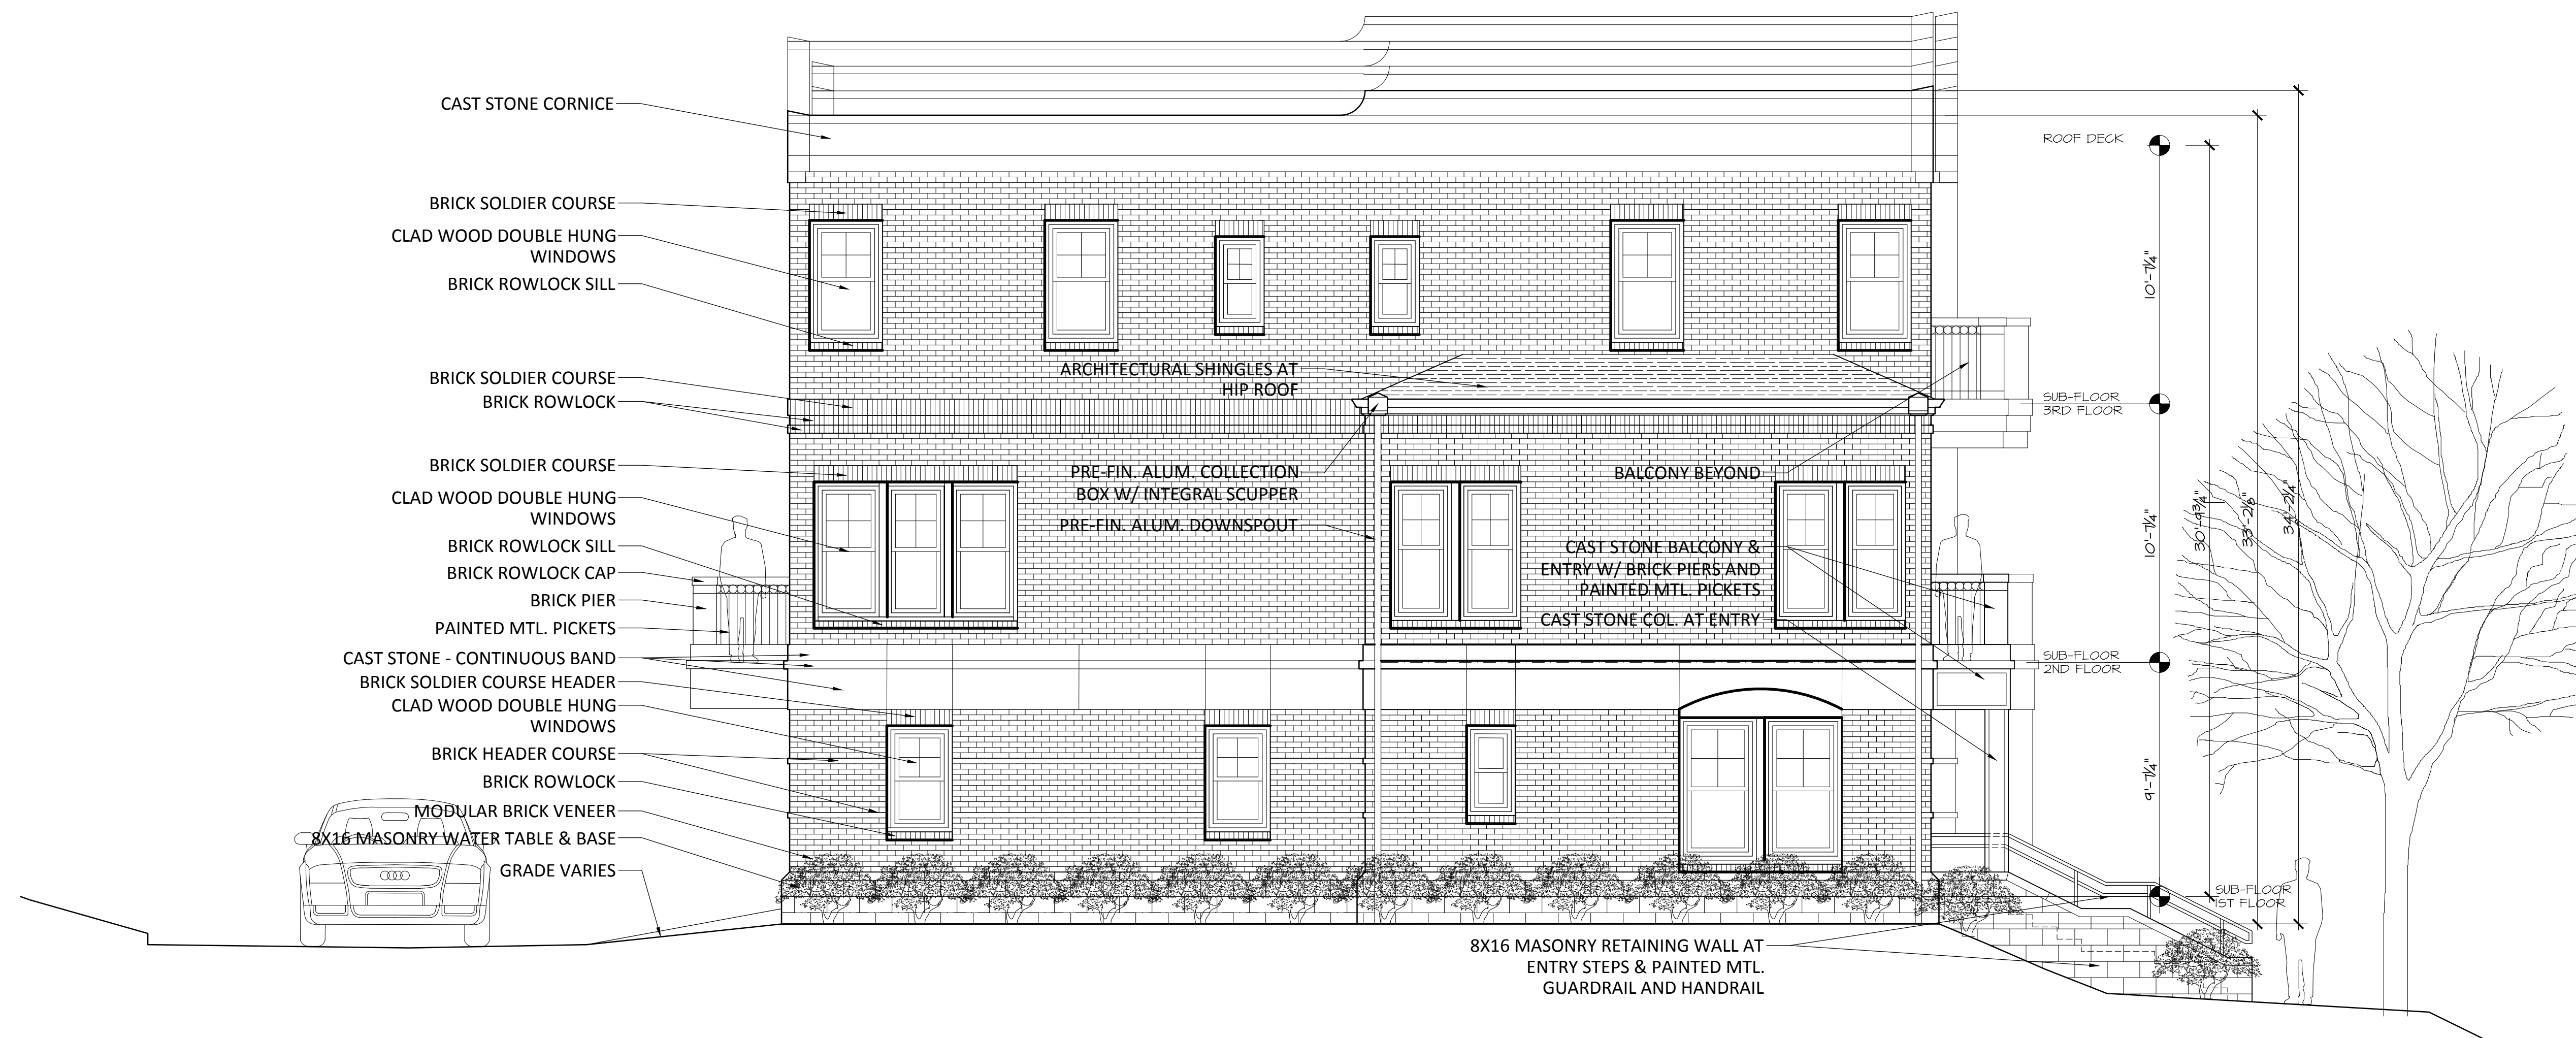 CAST STONE CORNICE
BRICK SOLDIER COURSE
CLAD WOOD DOUBLE HUNG
WINDOWS
BRICK ROWLOCK SILL
BRICK SOLDIER COURSE
BRICK ROWLOCK
BRICK SOLDIER COURSE
CLAD WOOD DOUBLE HUNG
WINDOWS
BRICK ROWLOCK SILL
BRICK ROWLOCK CAP
BRICK PIER
PAINTED MTL. PICKETS
CAST STONE - CONTINUOUS BAND
BRICK SOLDIER COURSE HEADER
CLAD WOOD DOUBLE HUNG
WINDOWS
BRICK HEADER COURSE
BRICK ROWLOCK
MODULAR BRICK VENEER
8X16 MASONRY WATER TABLE & BASE
GRADE VARIES
ARCHITECTURAL SHINGLES AT
HIP ROOF
PRE-FIN. ALUM. COLLECTION
BOX W/ INTEGRAL SCUPPER
PRE-FIN. ALUM. DOWNSPOUT
BALCONY BEYOND
CAST STONE BALCONY &
ENTRY W/ BRICK PIERS AND
PAINTED MTL. PICKETS
CAST STONE COL. AT ENTRY
8X16 MASONRY RETAINING WALL AT
ENTRY STEPS & PAINTED MTL.
GUARDRAIL AND HANDRAIL
ROOF DECK
10'-7¼"
SUB-FLOOR
3RD FLOOR
10'-7¼"
SUB-FLOOR
2ND FLOOR
9'-7¼"
SUB-FLOOR
1ST FLOOR
30'-9¾"
33'-2⅛"
34'-2¼"